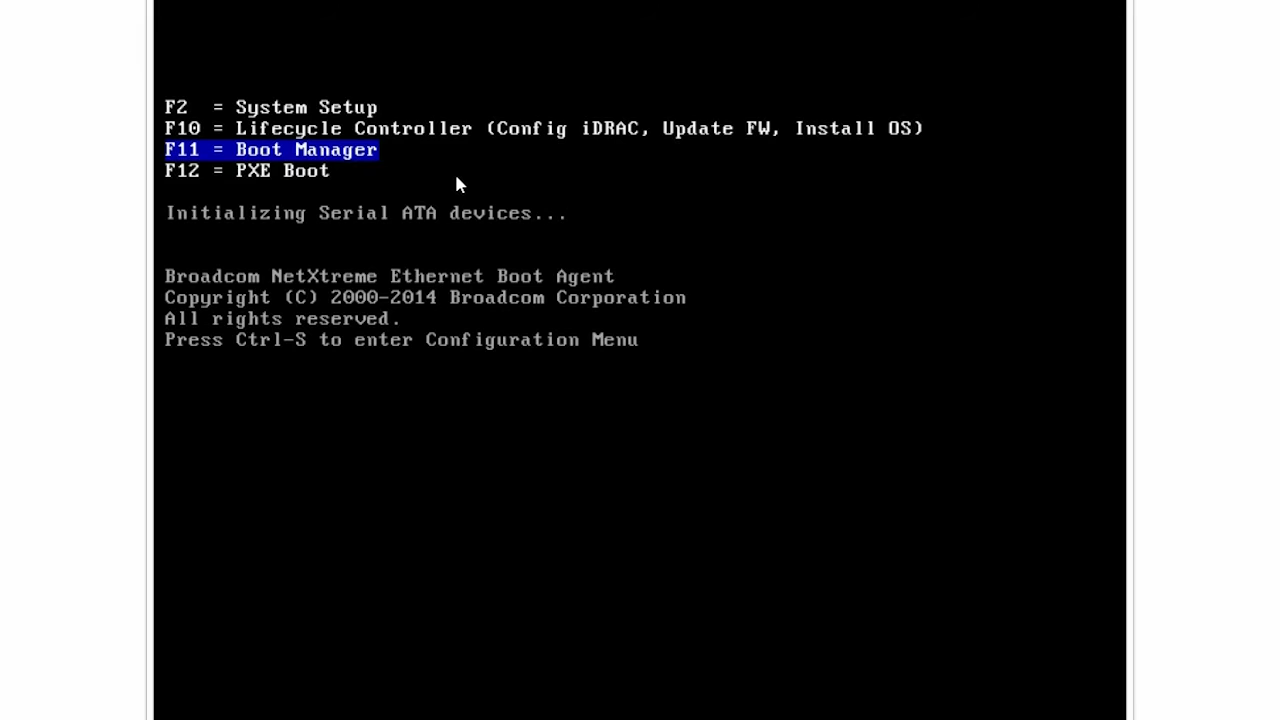 F2  = System Setup
F10 = Lifecycle Controller (Config iDRAC, Update FW, Install OS)
F11 = Boot Manager
F12 = PXE Boot
Initializing Serial ATA devices...
Broadcom NetXtreme Ethernet Boot Agent
Copyright (C) 2000-2014 Broadcom Corporation
All rights reserved.
Press Ctrl-S to enter Configuration Menu